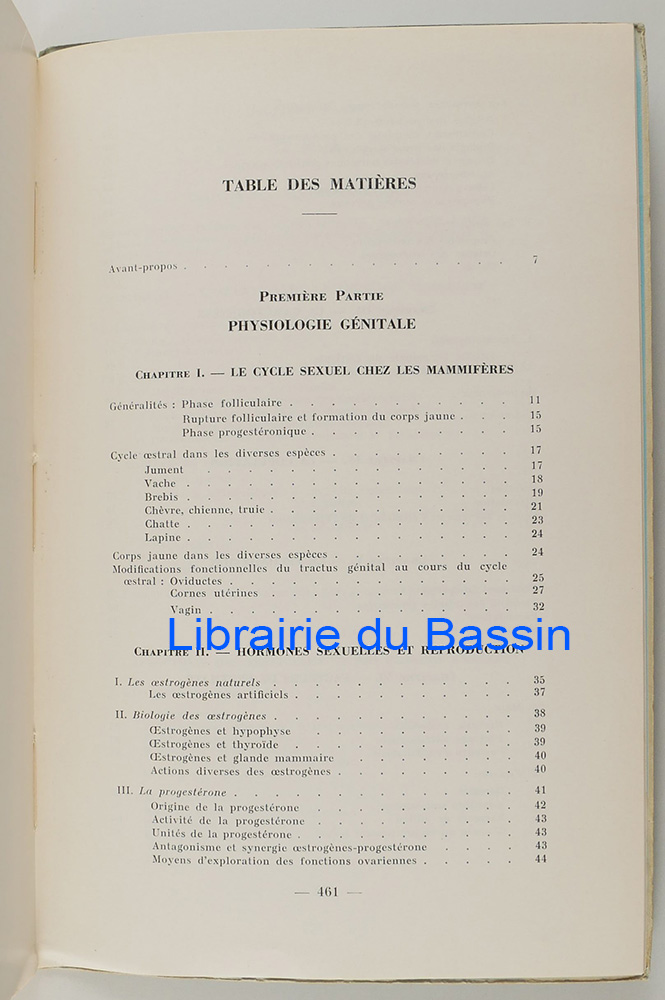 TABLE DES MATIÈRES
Avant-propos . . . . . . . . . . . . . . . . 7
PREMIÈRE PARTIE
PHYSIOLOGIE GÉNITALE
CHAPITRE I. — LE CYCLE SEXUEL CHEZ LES MAMMIFÈRES
Généralités : Phase folliculaire . . . . . . . . . . . 11
Rupture folliculaire et formation du corps jaune . . . 15
Phase progestéronique . . . . . . . . . . 15
Cycle œstral dans les diverses espèces . . . . . . . . . 17
Jument . . . . . . . . . . . . . . . 17
Vache . . . . . . . . . . . . . . . . 18
Brebis . . . . . . . . . . . . . . . . 19
Chèvre, chienne, truie . . . . . . . . . . . . 21
Chatte . . . . . . . . . . . . . . . . 23
Lapine . . . . . . . . . . . . . . . . 24
Corps jaune dans les diverses espèces . . . . . . . . . 24
Modifications fonctionnelles du tractus génital au cours du cycle
œstral : Oviductes . . . . . . . . . . . . . . 25
Cornes utérines . . . . . . . . . . . . 27
Vagin . . . . . . . . . . . . . . . 32
Librairie du Bassin
CHAPITRE II. — HORMONES SEXUELLES ET REPRODUCTION
I. Les œstrogènes naturels . . . . . . . . . . . . 35
Les œstrogènes artificiels . . . . . . . . . . . 37
II. Biologie des œstrogènes . . . . . . . . . . . . 38
Œstrogènes et hypophyse . . . . . . . . . . 39
Œstrogènes et thyroïde . . . . . . . . . . . 39
Œstrogènes et glande mammaire . . . . . . . . 40
Actions diverses des œstrogènes . . . . . . . . . 40
III. La progestérone . . . . . . . . . . . . . . 41
Origine de la progestérone . . . . . . . . . . 42
Activité de la progestérone . . . . . . . . . . 43
Unités de la progestérone . . . . . . . . . . . 43
Antagonisme et synergie œstrogènes-progestérone . . . . 43
Moyens d'exploration des fonctions ovariennes . . . . . 44
— 461 —